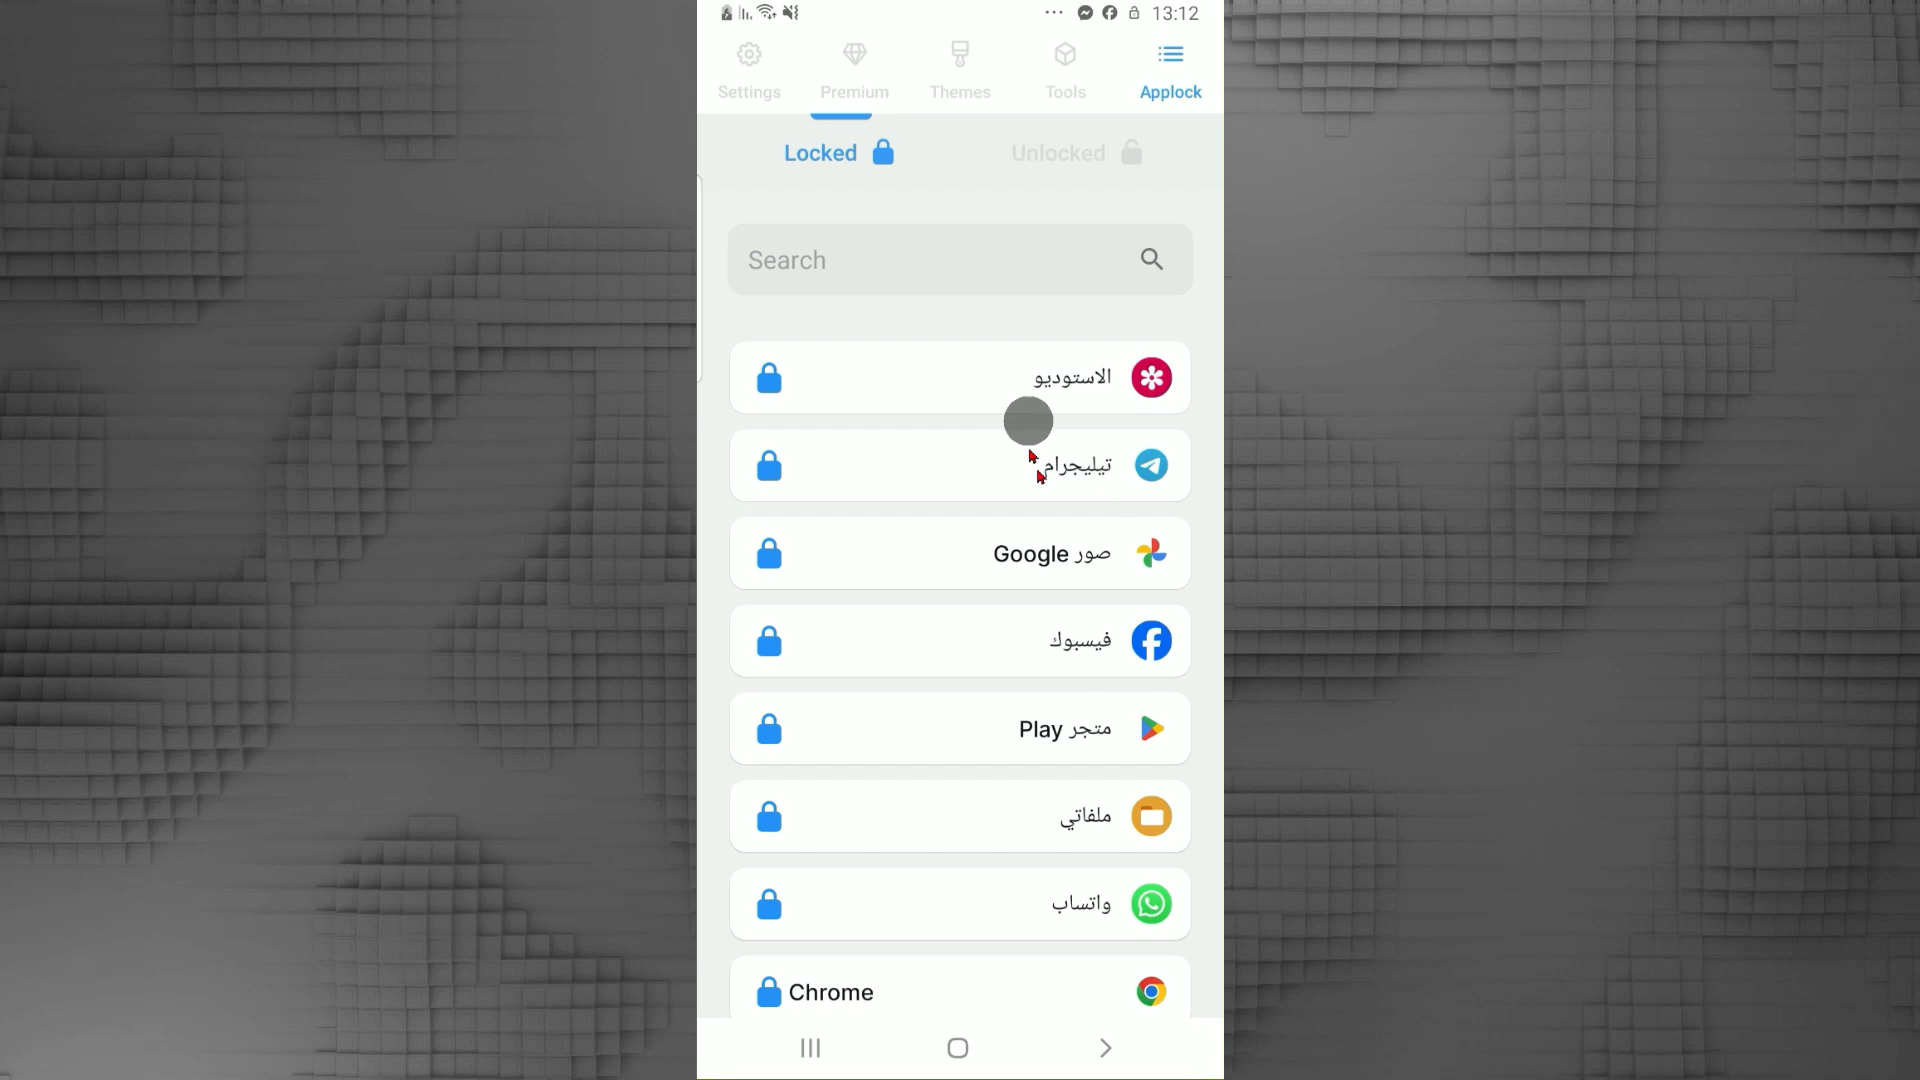 13:12
Settings Premium Themes Tools Applock
Locked Unlocked
Search
الاستوديو
تيليجرام
صور Google
فيسبوك
متجر Play
ملفاتي
واتساب
Chrome